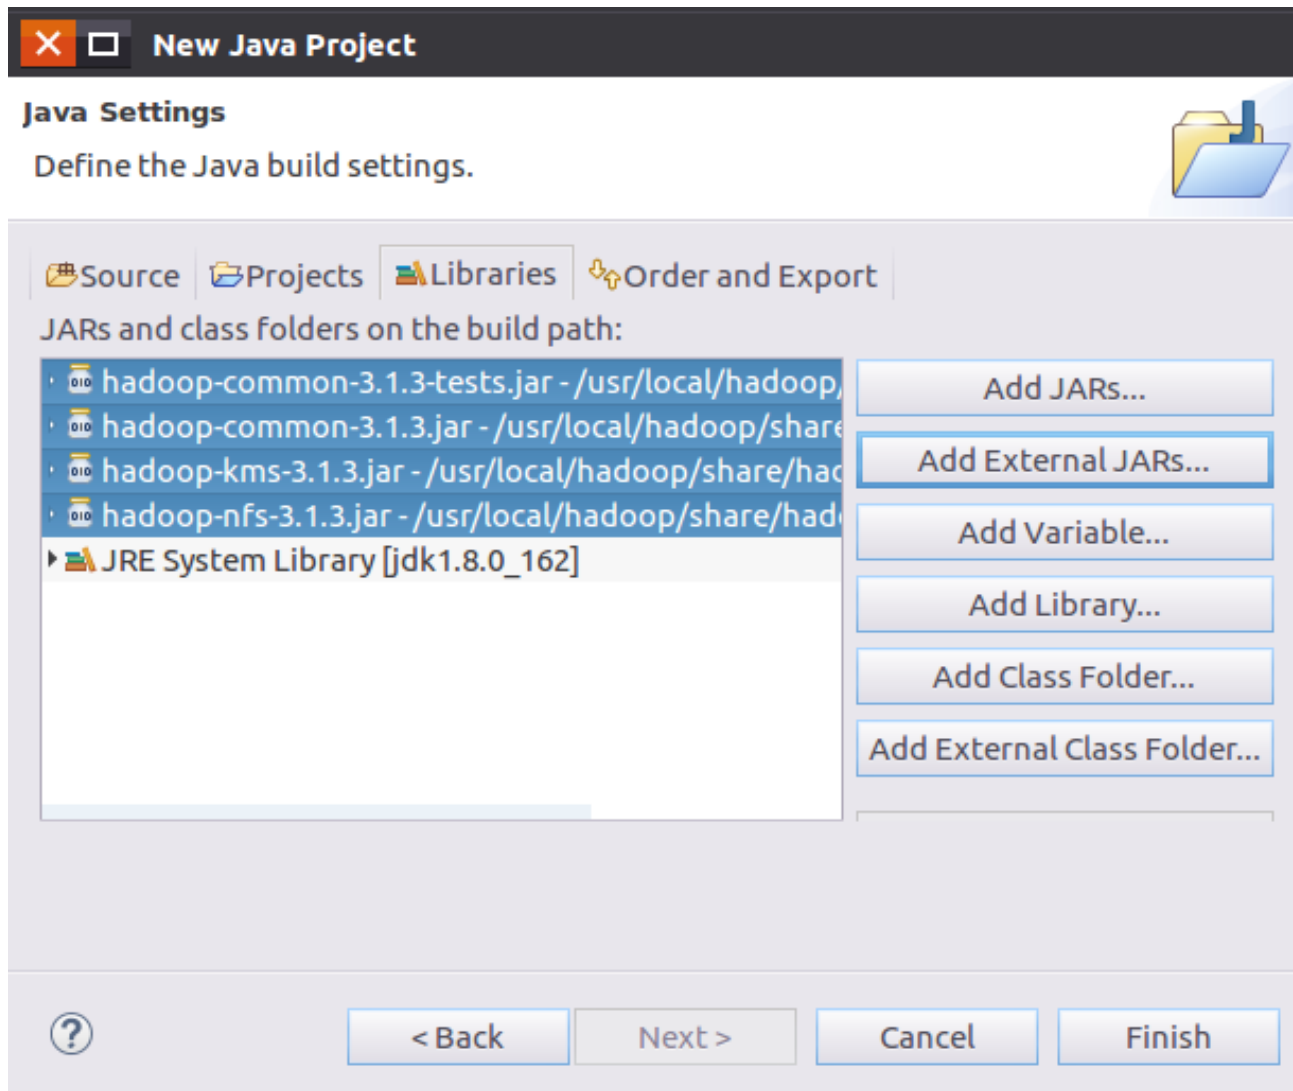 New Java Project
Java Settings
Define the Java build settings.
Source Projects Libraries Order and Export
JARs and class folders on the build path:
hadoop-common-3.1.3-tests.jar - /usr/local/hadoop/
hadoop-common-3.1.3.jar - /usr/local/hadoop/share
hadoop-kms-3.1.3.jar - /usr/local/hadoop/share/had
hadoop-nfs-3.1.3.jar - /usr/local/hadoop/share/had
JRE System Library [jdk1.8.0_162]
Add JARs...
Add External JARs...
Add Variable...
Add Library...
Add Class Folder...
Add External Class Folder...
? < Back Next > Cancel Finish